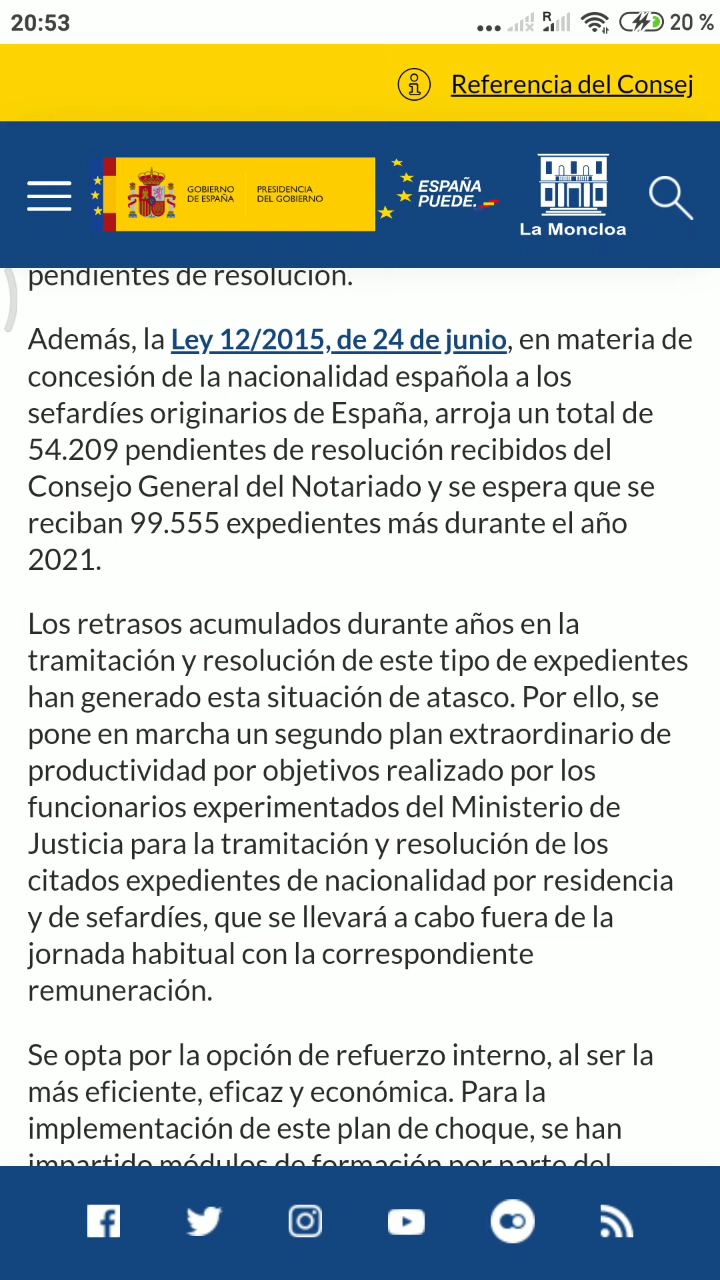 20:53
R
20 %
Referencia del Consej
GOBIERNO DE ESPAÑA
PRESIDENCIA DEL GOBIERNO
ESPAÑA PUEDE.
La Moncloa
pendientes de resolución.
Además, la Ley 12/2015, de 24 de junio, en materia de
concesión de la nacionalidad española a los
sefardíes originarios de España, arroja un total de
54.209 pendientes de resolución recibidos del
Consejo General del Notariado y se espera que se
reciban 99.555 expedientes más durante el año
2021.
Los retrasos acumulados durante años en la
tramitación y resolución de este tipo de expedientes
han generado esta situación de atasco. Por ello, se
pone en marcha un segundo plan extraordinario de
productividad por objetivos realizado por los
funcionarios experimentados del Ministerio de
Justicia para la tramitación y resolución de los
citados expedientes de nacionalidad por residencia
y de sefardíes, que se llevará a cabo fuera de la
jornada habitual con la correspondiente
remuneración.
Se opta por la opción de refuerzo interno, al ser la
más eficiente, eficaz y económica. Para la
implementación de este plan de choque, se han
impartido módulos de formación por parte del